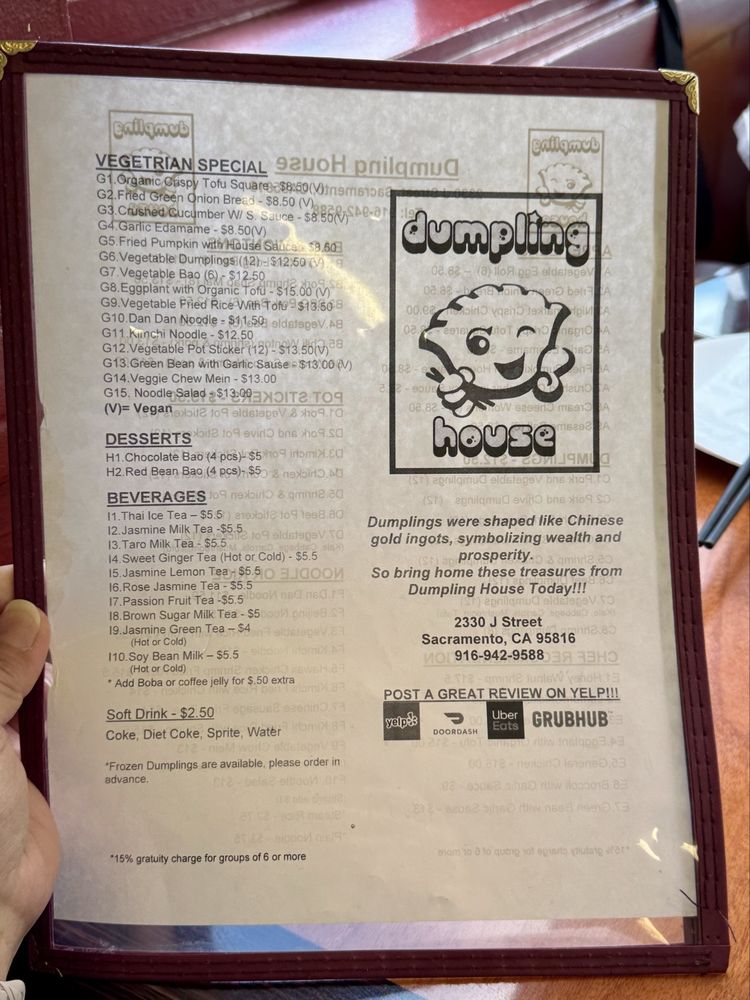 VEGETRIAN SPECIAL
G1.Organic Crispy Tofu Square - $8.50(V)
G2.Fried Green Onion Bread - $8.50 (V)
G3.Crushed Cucumber W/ S. Sauce - $8.50(V)
G4.Garlic Edamame - $8.50(V)
G5.Fried Pumpkin with House Sauce - $8.50
G6.Vegetable Dumplings (12) - $12.50 (V)
G7.Vegetable Bao (6) - $12.50
G8.Eggplant with Organic Tofu - $15.00 (V)
G9.Vegetable Fried Rice With Tofu - $13.50
G10.Dan Dan Noodle - $11.50
G11.Kimchi Noodle - $12.50
G12.Vegetable Pot Sticker (12) - $13.50(V)
G13.Green Bean with Garlic Sause - $13.00 (V)
G14.Veggie Chew Mein - $13.00
G15. Noodle Salad - $13.00
(V)= Vegan
DESSERTS
H1.Chocolate Bao (4 pcs)- $5
H2.Red Bean Bao (4 pcs)- $5
BEVERAGES
I1.Thai Ice Tea – $5.5
I2.Jasmine Milk Tea -$5.5
I3.Taro Milk Tea - $5.5
I4.Sweet Ginger Tea (Hot or Cold) - $5.5
I5.Jasmine Lemon Tea - $5.5
I6.Rose Jasmine Tea - $5.5
I7.Passion Fruit Tea -$5.5
I8.Brown Sugar Milk Tea - $5
I9.Jasmine Green Tea – $4
(Hot or Cold)
I10.Soy Bean Milk – $5.5
(Hot or Cold)
* Add Boba or coffee jelly for $.50 extra
Soft Drink - $2.50
Coke, Diet Coke, Sprite, Water
*Frozen Dumplings are available, please order in
advance.
*15% gratuity charge for groups of 6 or more
dumpling
house
Dumplings were shaped like Chinese
gold ingots, symbolizing wealth and
prosperity.
So bring home these treasures from
Dumpling House Today!!!
2330 J Street
Sacramento, CA 95816
916-942-9588
POST A GREAT REVIEW ON YELP!!!
yelp
DOORDASH
Uber
Eats
GRUBHUB